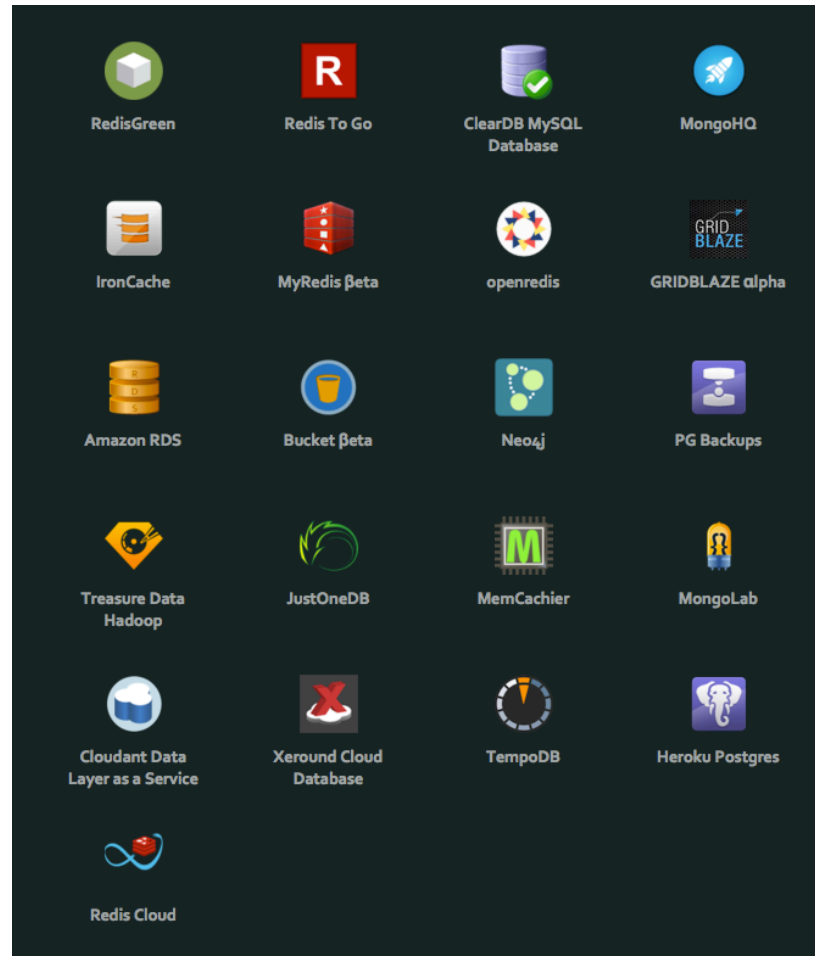 RedisGreen
R
Redis To Go
ClearDB MySQL
Database
MongoHQ
IronCache
MyRedis βeta
openredis
GRID
BLAZE
GRIDBLAZE αlpha
R
D
S
Amazon RDS
Bucket βeta
Neo4j
PG Backups
Treasure Data
Hadoop
JustOneDB
M
MemCachier
{}
MongoLab
Cloudant Data
Layer as a Service
X
Xeround Cloud
Database
TempoDB
Heroku Postgres
Redis Cloud